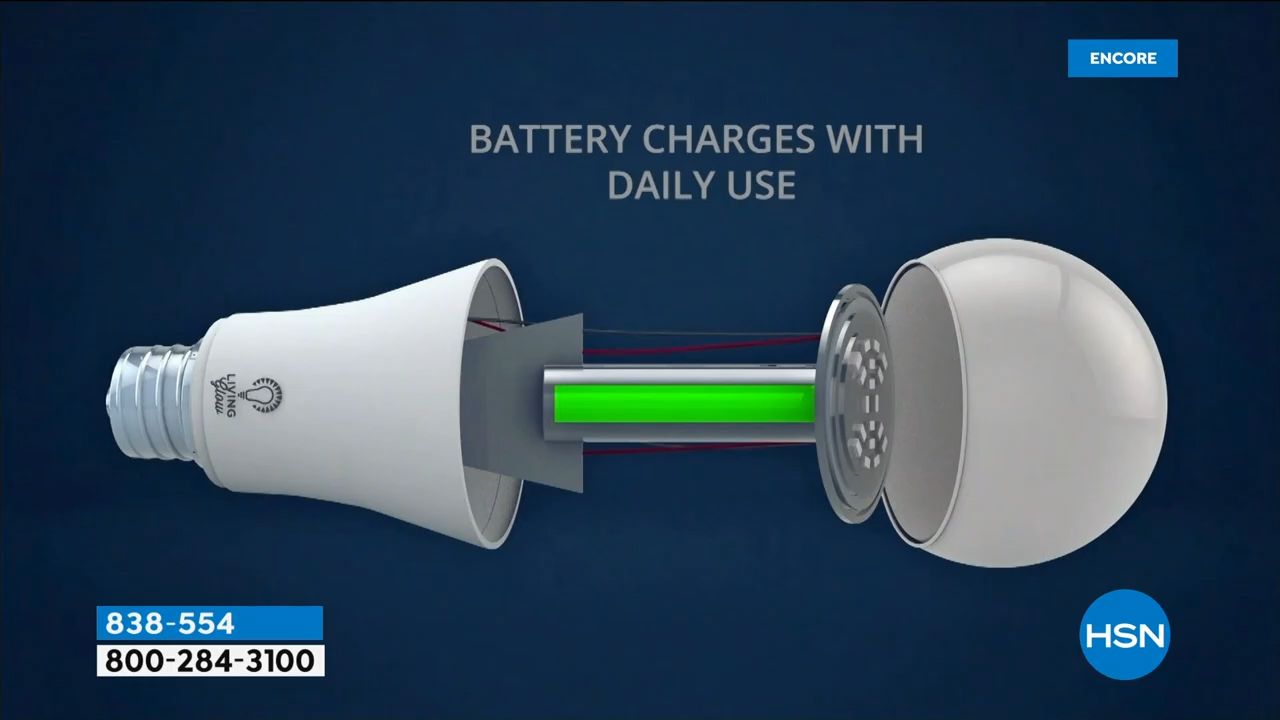 ENCORE
BATTERY CHARGES WITH
DAILY USE
LIVING
glow
838-554
800-284-3100
HSN